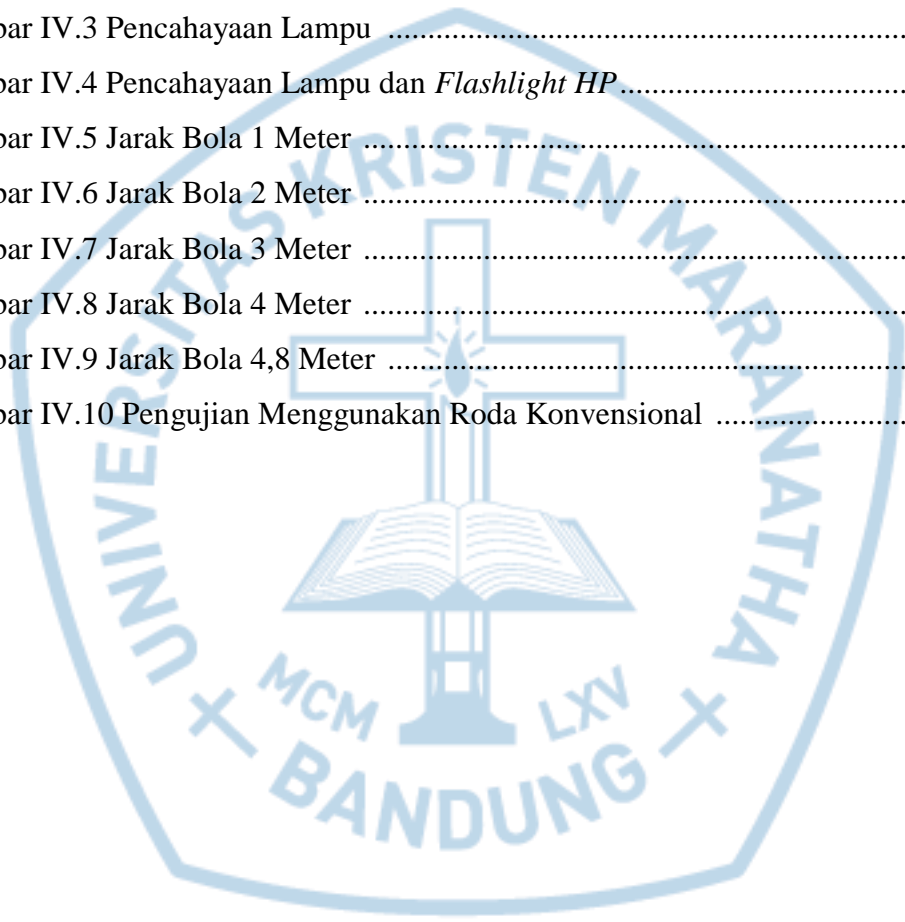 bar IV.3 Pencahayaan Lampu ........................................................................
bar IV.4 Pencahayaan Lampu dan Flashlight HP........................................
bar IV.5 Jarak Bola 1 Meter ...........................................................................
bar IV.6 Jarak Bola 2 Meter ...........................................................................
bar IV.7 Jarak Bola 3 Meter ...........................................................................
bar IV.8 Jarak Bola 4 Meter ...........................................................................
bar IV.9 Jarak Bola 4,8 Meter ........................................................................
bar IV.10 Pengujian Menggunakan Roda Konvensional .........................
UNIVERSITAS KRISTEN MARANATHA
MCM LXV
BANDUNG